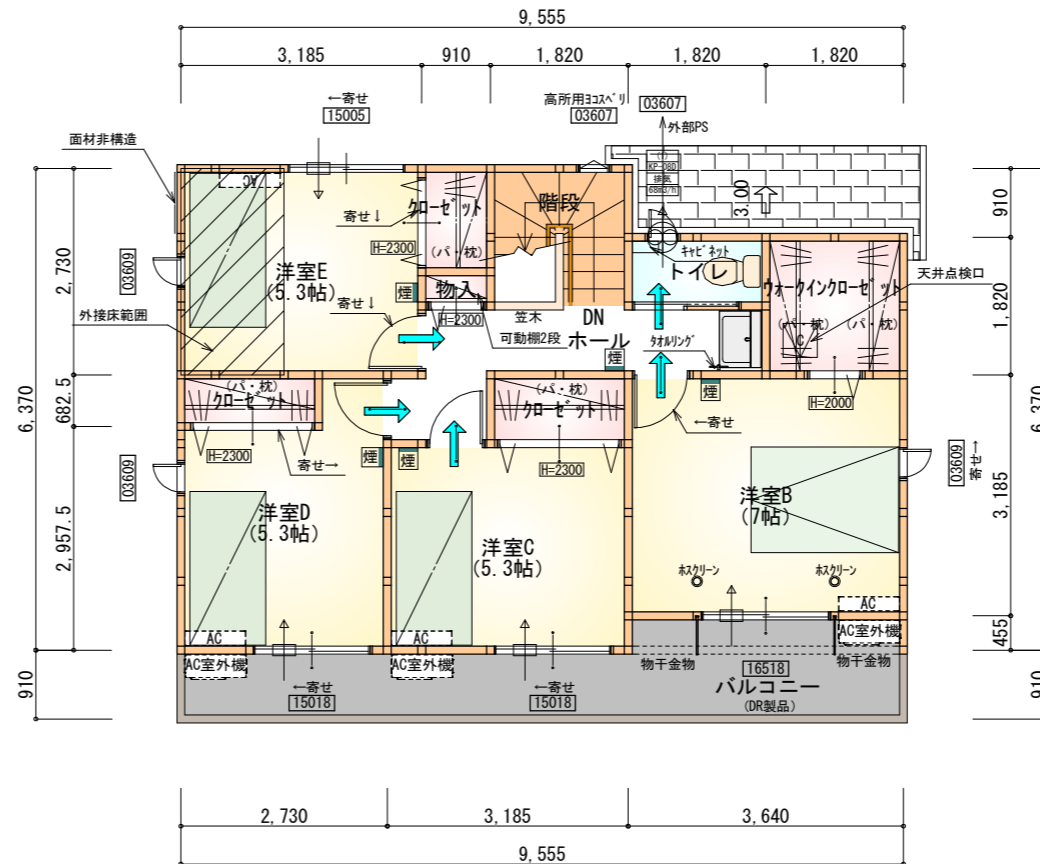 9,555
3,185
910
1,820
1,820
1,820
←寄せ
15005
高所用ヨコスベリ
03607
03607
外部PS
面材非構造
AC
クローゼット
(パ・枕)
寄せ↓
H=2300
階段
KP-08D
排気
68m3/h
3.00
910
2,730
03609
洋室E
(5.3帖)
煙
物入
H=2300
寄せ↓
笠木
可動棚2段
DN
ホール
キャビネット
トイレ
タオルリング
煙
ウォークインクローゼット
(パ・枕)
(パ・枕)
C
天井点検口
1,820
外接床範囲
6,370
682.5
(パ・枕)
クローゼット
H=2300
寄せ→
煙
煙
(パ・枕)
クローゼット
H=2300
煙
←寄せ
H=2000
6,370
03609
洋室D
(5.3帖)
洋室C
(5.3帖)
洋室B
(7帖)
03609
寄せ→
3,185
2,957.5
ホスクリーン
ホスクリーン
AC
AC
AC
AC室外機
AC室外機
AC室外機
455
910
←寄せ
15018
←寄せ
15018
物干金物
16518
物干金物
バルコニー
(DR製品)
910
2,730
3,185
3,640
9,555